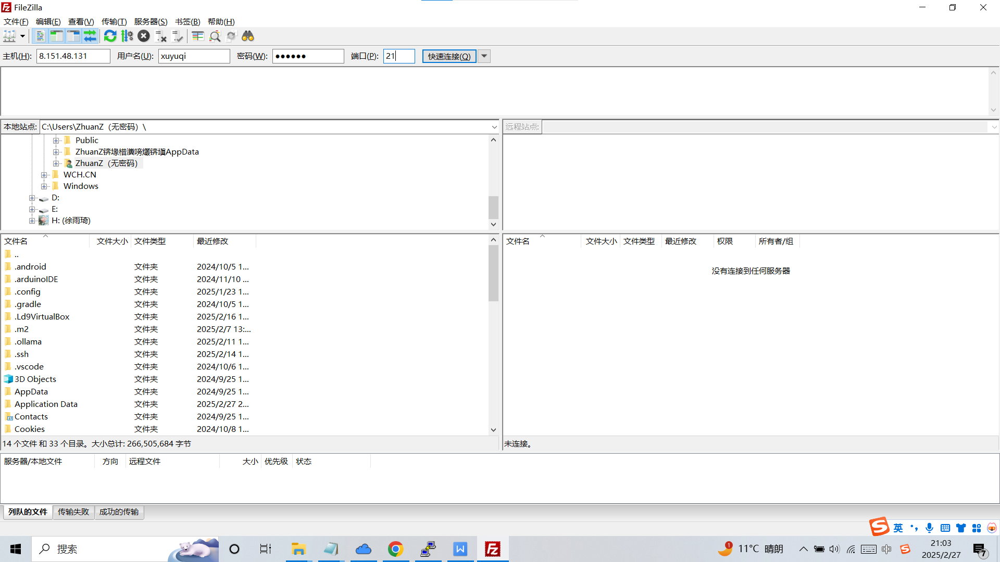 FileZilla
文件(F) 编辑(E) 查看(V) 传输(T) 服务器(S) 书签(B) 帮助(H)
主机(H): 8.151.48.131 用户名(U): xuyuqi 密码(W): ●●●●●● 端口(P): 21 快速连接(Q)
本地站点: C:\Users\ZhuanZ（无密码）\
远程站点:
Public
ZhuanZ锛堟棤瀵嗙爜锛塡AppData
ZhuanZ（无密码）
WCH.CN
Windows
D:
E:
H: (徐雨琦)
文件名 文件大小 文件类型 最近修改
..
.android 文件夹 2024/10/5 1...
.arduinoIDE 文件夹 2024/11/10 ...
.config 文件夹 2025/1/23 1...
.gradle 文件夹 2024/10/5 1...
.Ld9VirtualBox 文件夹 2025/2/16 1...
.m2 文件夹 2025/2/7 13:...
.ollama 文件夹 2025/2/11 1...
.ssh 文件夹 2025/2/14 1...
.vscode 文件夹 2024/10/6 1...
3D Objects 文件夹 2024/9/25 1...
AppData 文件夹 2024/9/25 1...
Application Data 文件夹 2025/2/27 2...
Contacts 文件夹 2024/9/25 1...
Cookies 文件夹 2024/10/8 1...
14 个文件 和 33 个目录。大小总计: 266,505,684 字节
文件名 文件大小 文件类型 最近修改 权限 所有者/组
没有连接到任何服务器
未连接。
服务器/本地文件 方向 远程文件 大小 优先级 状态
列队的文件 传输失败 成功的传输
英
搜索
1
11°C 晴朗
中
21:03
2025/2/27
7